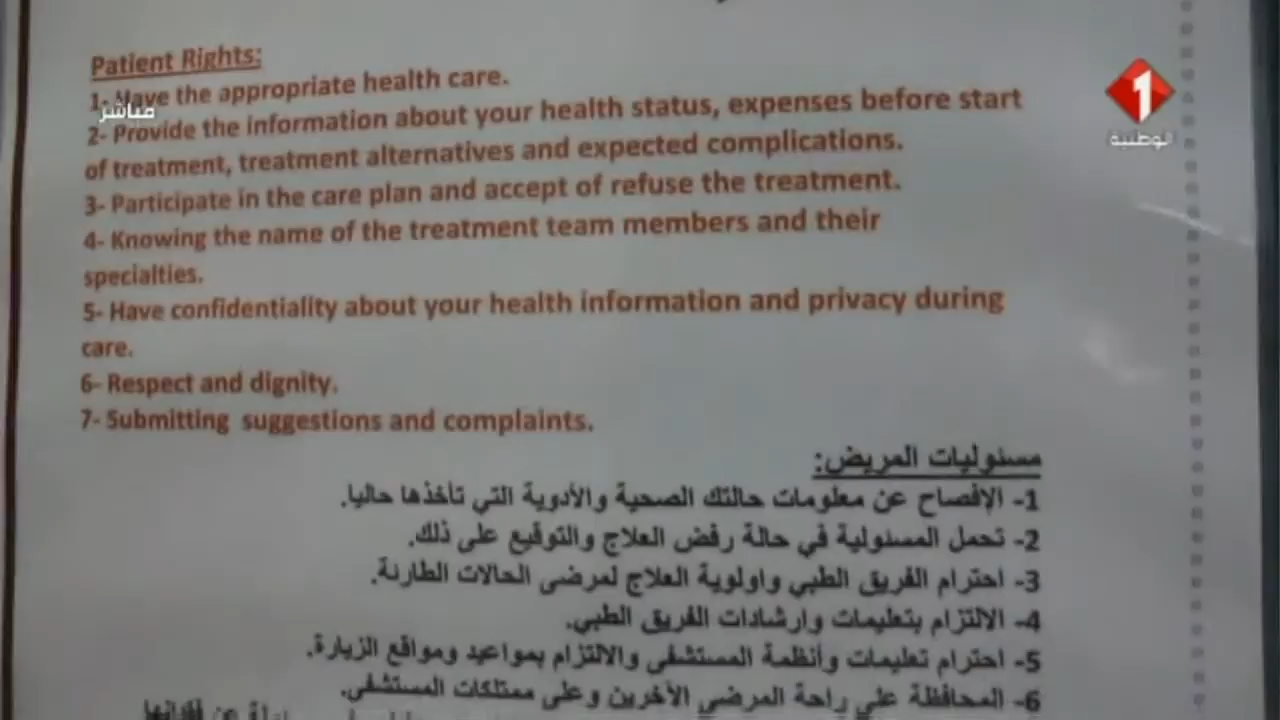 Patient Rights:
1- Have the appropriate health care.
مباشر
2- Provide the information about your health status, expenses before start
of treatment, treatment alternatives and expected complications.
3- Participate in the care plan and accept of refuse the treatment.
4- Knowing the name of the treatment team members and their
specialties.
5- Have confidentiality about your health information and privacy during
care.
6- Respect and dignity.
7- Submitting suggestions and complaints.
1
الوطنية
مسئوليات المريض:
1- الإفصاح عن معلومات حالتك الصحية والأدوية التي تأخذها حاليا.
2- تحمل المسئولية في حالة رفض العلاج والتوقيع على ذلك.
3- احترام الفريق الطبي واولوية العلاج لمرضى الحالات الطارئة.
4- الالتزام بتعليمات وارشادات الفريق الطبي.
5- احترام تعليمات وأنظمة المستشفى والالتزام بمواعيد ومواقع الزيارة.
6- المحافظة على راحة المرضى الأخرين وعلى ممتلكات المستشفى.